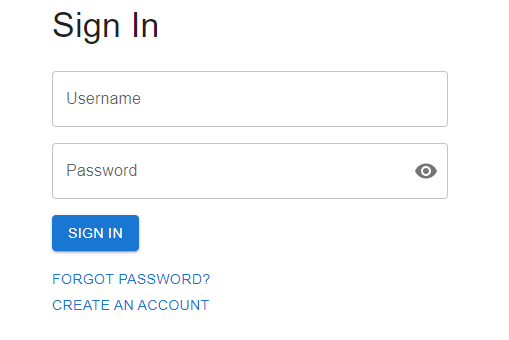 Sign In
Username
Password
SIGN IN
FORGOT PASSWORD?
CREATE AN ACCOUNT